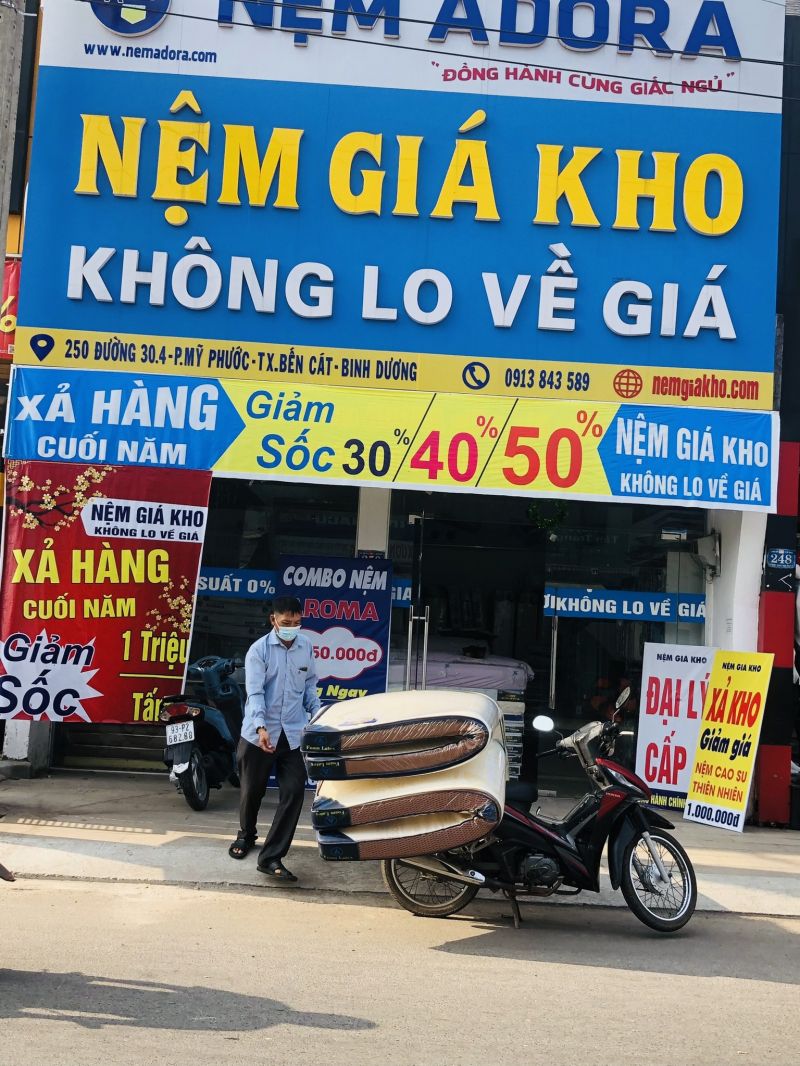 NỆM ADORA
www.nemadora.com
"ĐỒNG HÀNH CÙNG GIẤC NGỦ"
NỆM GIÁ KHO
KHÔNG LO VỀ GIÁ
250 ĐƯỜNG 30.4-P.MỸ PHƯỚC-TX.BẾN CÁT-BÌNH DƯƠNG
0913 843 589
nemgiakho.com
XẢ HÀNG
CUỐI NĂM
Giảm
Sốc 30%/40%/50%
NỆM GIÁ KHO
KHÔNG LO VỀ GIÁ
NỆM GIÁ KHO
KHÔNG LO VỀ GIÁ
XẢ HÀNG
CUỐI NĂM
Giảm
Sốc
1 Triệu
SUẤT 0%
COMBO NỆM
AROMA
50.000đ
Ngay
KHÔNG LO VỀ GIÁ
248
93-P2
682.80
NỆM GIÁ KHO
ĐẠI LÝ
CẤP
HÀNH CHÍNH
NỆM GIÁ KHO
XẢ KHO
Giảm giá
NỆM CAO SU
THIÊN NHIÊN
1.000.000đ